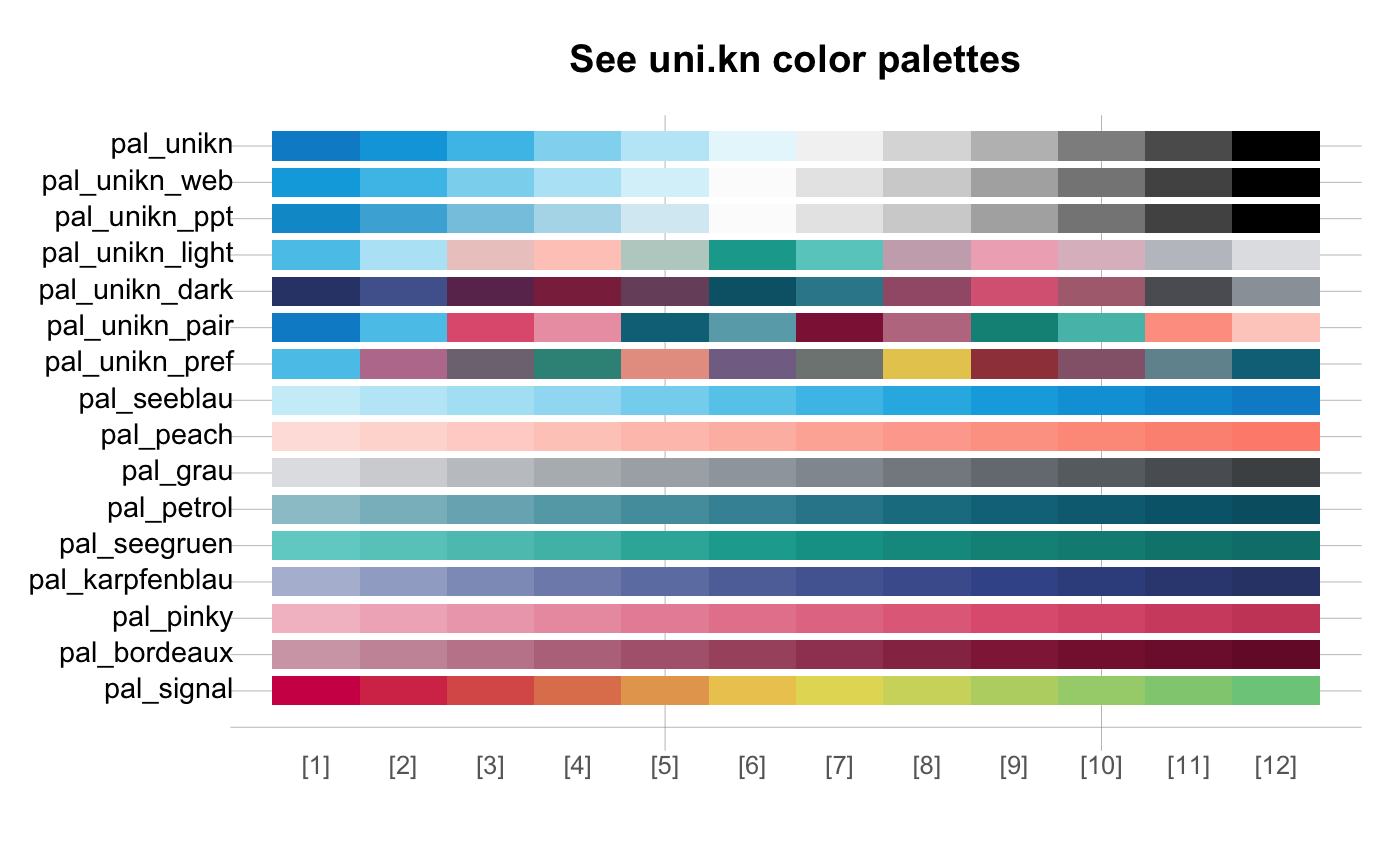 See uni.kn color palettes
pal_unikn
pal_unikn_web
pal_unikn_ppt
pal_unikn_light
pal_unikn_dark
pal_unikn_pair
pal_unikn_pref
pal_seeblau
pal_peach
pal_grau
pal_petrol
pal_seegruen
pal_karpfenblau
pal_pinky
pal_bordeaux
pal_signal
[1] [2] [3] [4] [5] [6] [7] [8] [9] [10] [11] [12]